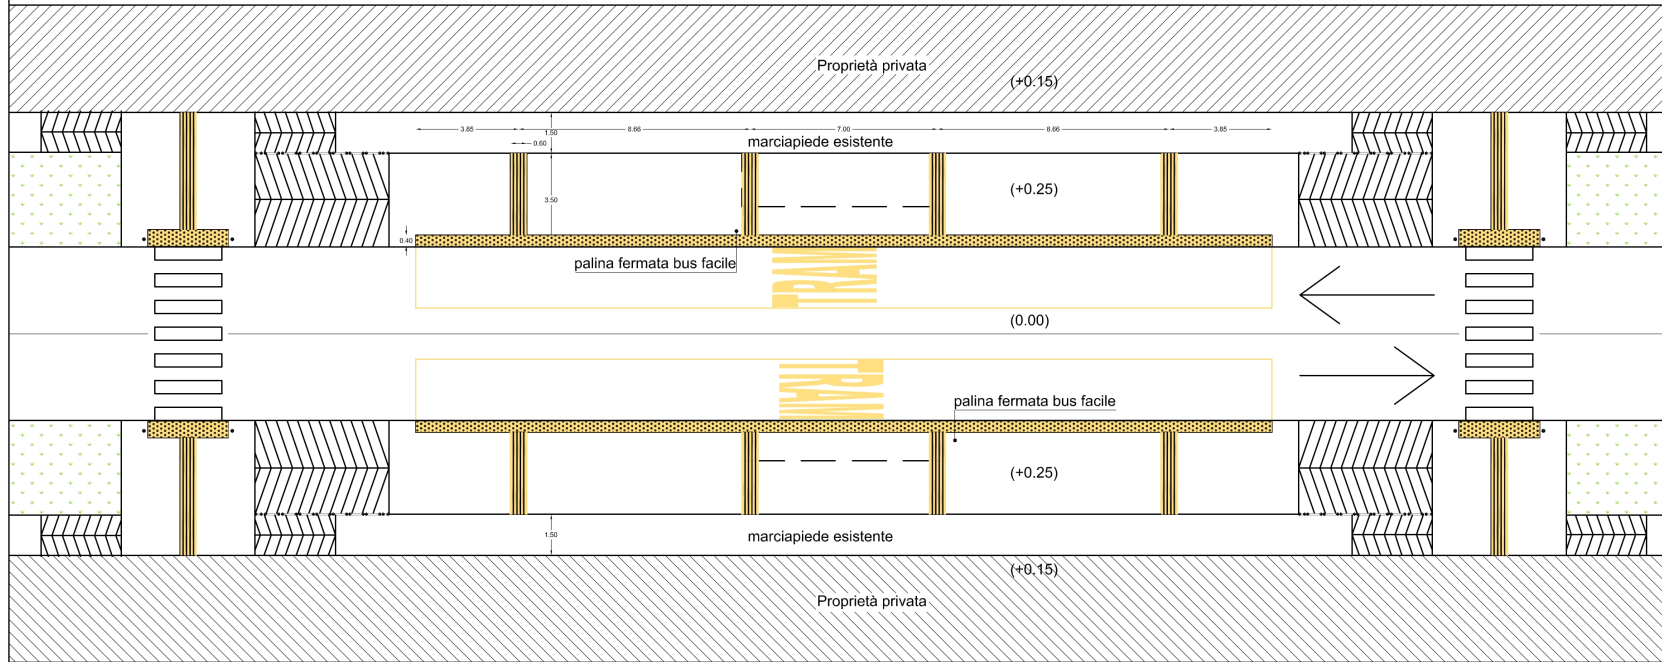 Proprietà privata
(+0.15)
3.85
8.66
7.00
8.66
3.85
1.50
marciapiede esistente
0.60
(+0.25)
3.50
0.40
palina fermata bus facile
TRAM
(0.00)
TRAM
palina fermata bus facile
(+0.25)
1.50
marciapiede esistente
(+0.15)
Proprietà privata